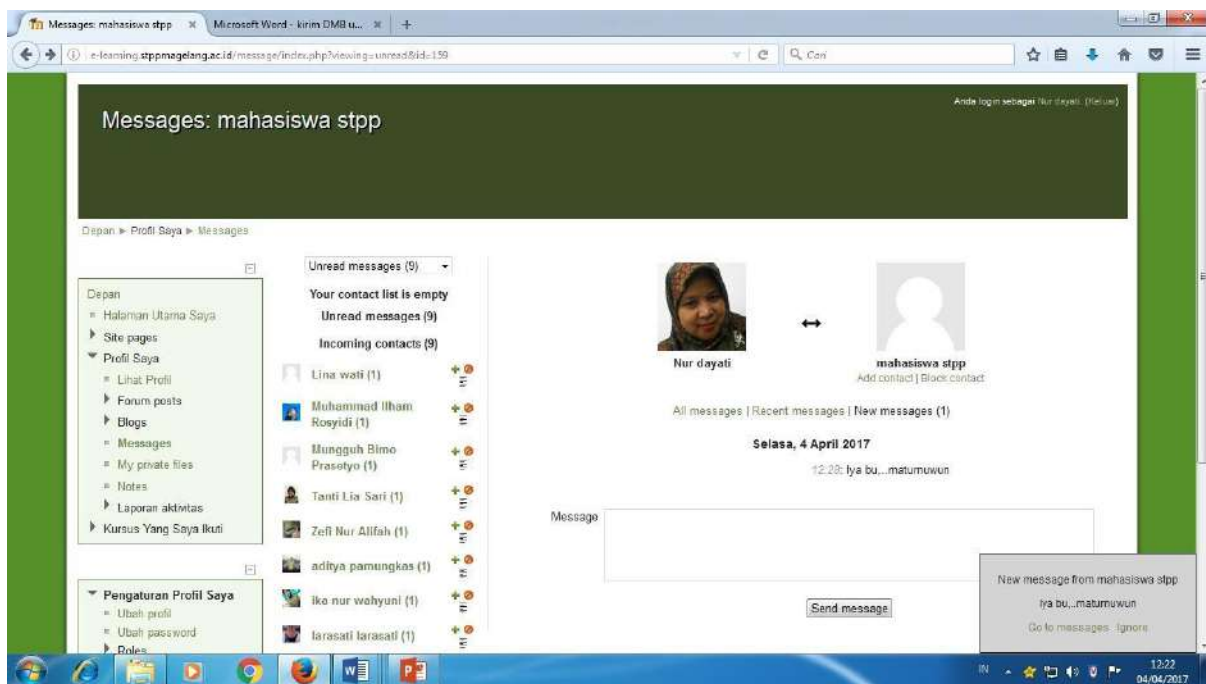 Messages: mahasiswa stpp
Microsoft Word - kirim DMB u...
e-learning.stppmagelang.ac.id/message/index.php?viewing=unread&id=159
Cari
Anda login sebagai Nur dayati. (Keluar)
Messages: mahasiswa stpp
Depan ► Profil Saya ► Messages
Unread messages (9)
Your contact list is empty
Unread messages (9)
Incoming contacts (9)
Lina wati (1)
Muhammad Ilham
Rosyidi (1)
Mungguh Bimo
Prasetyo (1)
Tanti Lia Sari (1)
Zefi Nur Alifah (1)
aditya pamungkas (1)
ika nur wahyuni (1)
larasati larasati (1)
Depan
Halaman Utama Saya
Site pages
Profil Saya
Lihat Profil
Forum posts
Blogs
Messages
My private files
Notes
Laporan aktivitas
Kursus Yang Saya Ikuti
Pengaturan Profil Saya
Ubah profil
Ubah password
Roles
Nur dayati
mahasiswa stpp
Add contact | Block contact
All messages | Recent messages | New messages (1)
Selasa, 4 April 2017
12:28: Iya bu,...maturnuwun
Message
Send message
New message from mahasiswa stpp
Iya bu,...maturnuwun
Go to messages Ignore
IN
12:22
04/04/2017